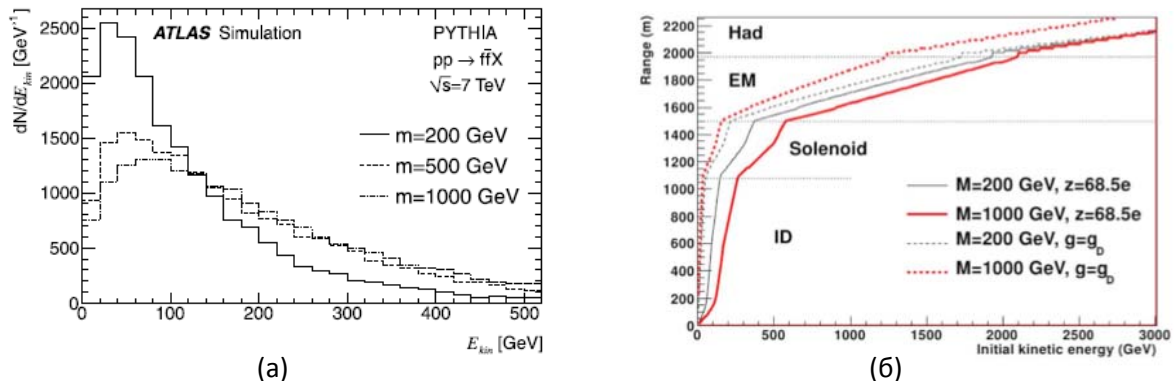 dN/dE_kin [GeV⁻¹]
2500
2000
1500
1000
500
0
ATLAS Simulation
PYTHIA
pp → ff̄X
√s=7 TeV
m=200 GeV
m=500 GeV
m=1000 GeV
0 100 200 300 400 500
E_kin [GeV]
(а)
Range (m)
2200
2000
1800
1600
1400
1200
1000
800
600
400
200
0
Had
EM
Solenoid
ID
M=200 GeV, z=68.5e
M=1000 GeV, z=68.5e
M=200 GeV, g=g_D
M=1000 GeV, g=g_D
0 500 1000 1500 2000 2500 3000
Initial kinetic energy (GeV)
(б)